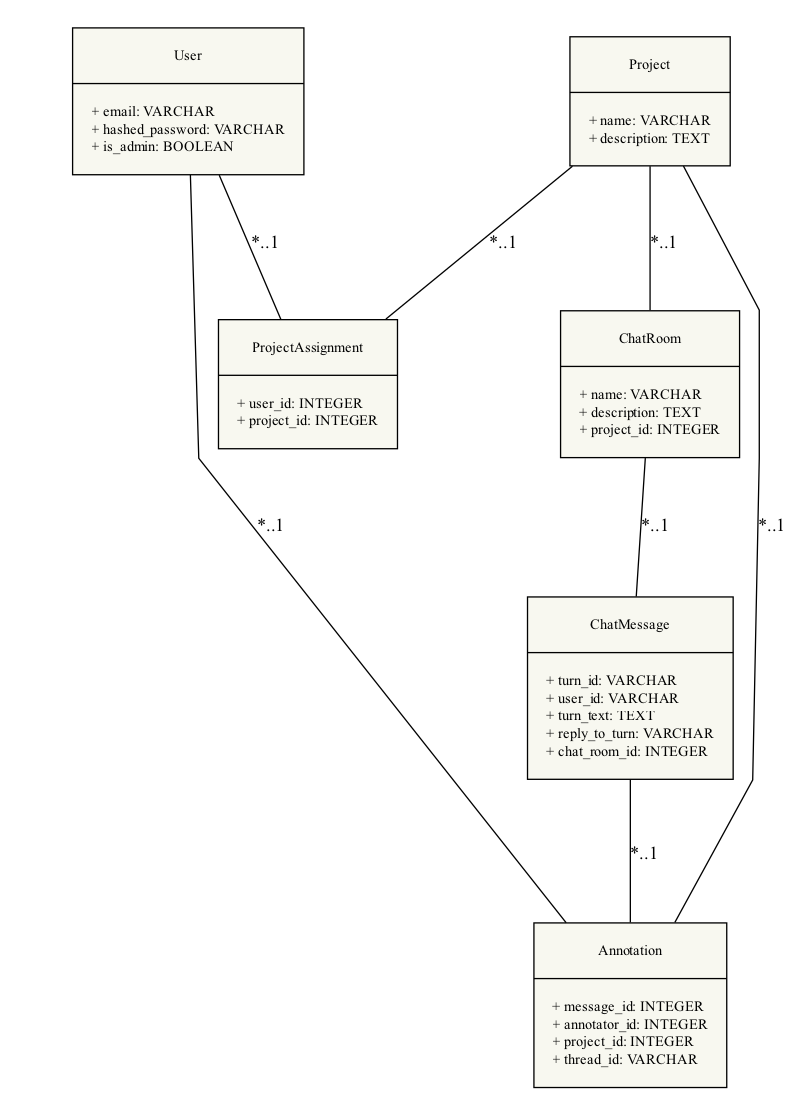 User
+ email: VARCHAR
+ hashed_password: VARCHAR
+ is_admin: BOOLEAN
Project
+ name: VARCHAR
+ description: TEXT
*..1
*..1
*..1
ProjectAssignment
+ user_id: INTEGER
+ project_id: INTEGER
ChatRoom
+ name: VARCHAR
+ description: TEXT
+ project_id: INTEGER
*..1
*..1
*..1
ChatMessage
+ turn_id: VARCHAR
+ user_id: VARCHAR
+ turn_text: TEXT
+ reply_to_turn: VARCHAR
+ chat_room_id: INTEGER
*..1
Annotation
+ message_id: INTEGER
+ annotator_id: INTEGER
+ project_id: INTEGER
+ thread_id: VARCHAR